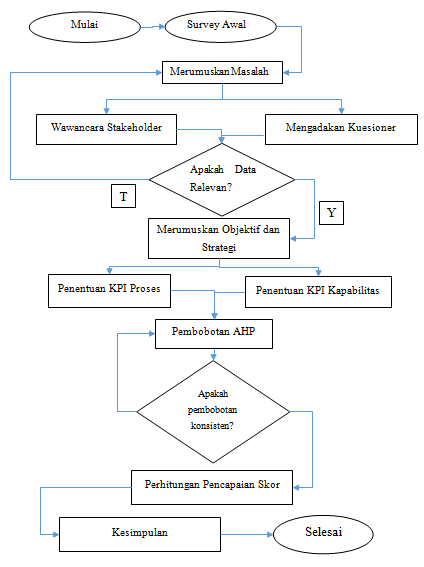 Mulai
Survey Awal
Merumuskan Masalah
Wawancara Stakeholder
Mengadakan Kuesioner
Apakah Data
Relevan?
T
Y
Merumuskan Objektif dan
Strategi
Penentuan KPI Proses
Penentuan KPI Kapabilitas
Pembobotan AHP
Apakah
pembobotan
konsisten?
Perhitungan Pencapaian Skor
Kesimpulan
Selesai